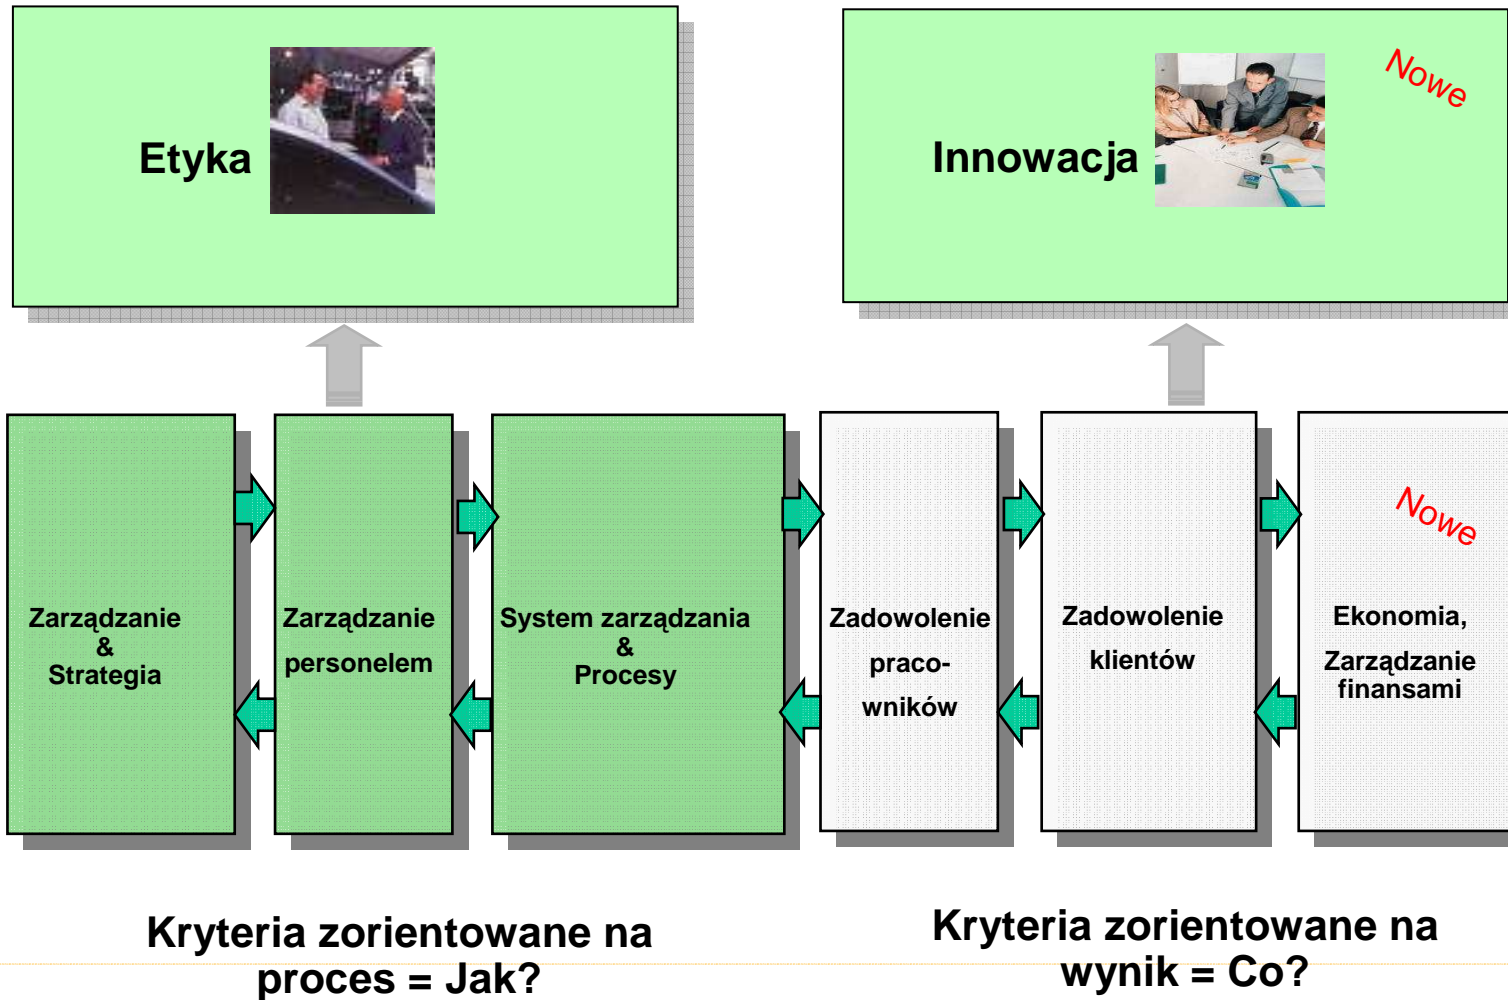 Etyka
Innowacja
Nowe
Zarządzanie
&
Strategia
Zarządzanie
personelem
System zarządzania
&
Procesy
Zadowolenie
praco-
wników
Zadowolenie
klientów
Nowe
Ekonomia,
Zarządzanie
finansami
Kryteria zorientowane na
proces = Jak?
Kryteria zorientowane na
wynik = Co?